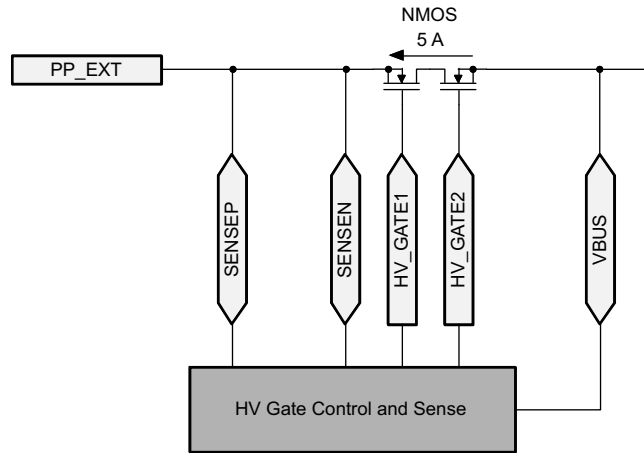 NMOS
5 A
PP_EXT
SENSEP
SENSEN
HV_GATE1
HV_GATE2
VBUS
HV Gate Control and Sense